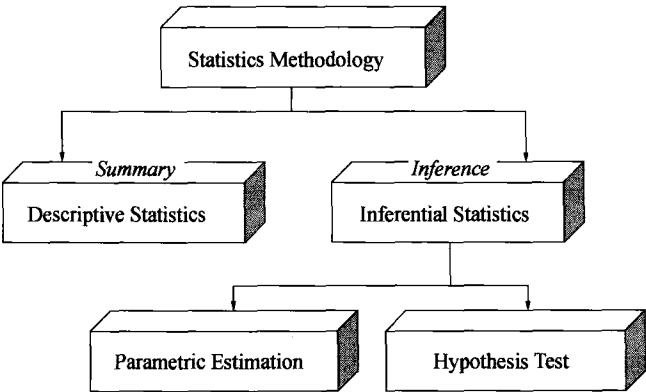 Statistics Methodology
Summary
Inference
Descriptive Statistics
Inferential Statistics
Parametric Estimation
Hypothesis Test